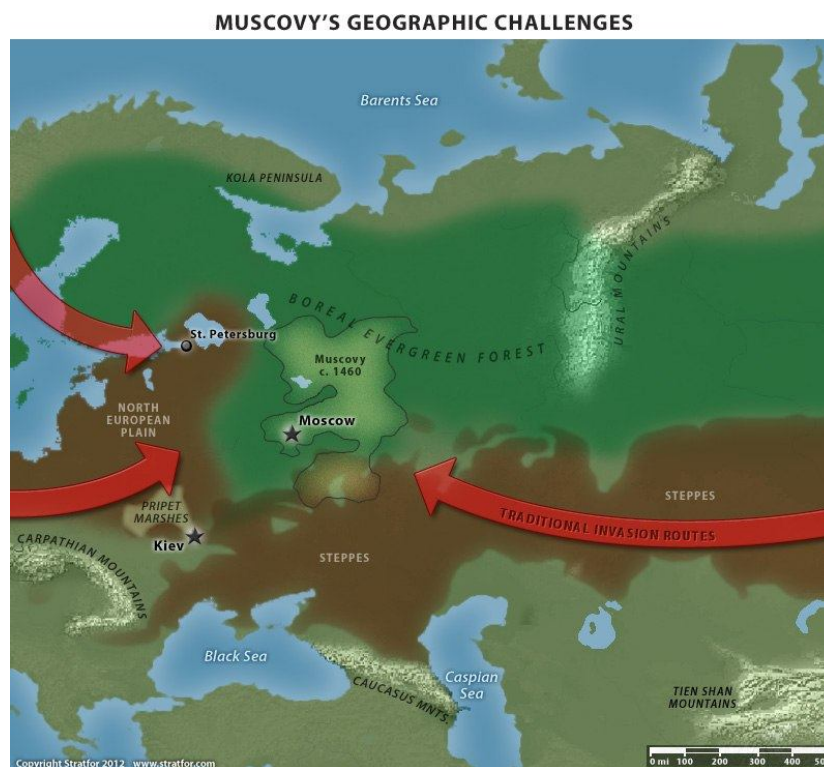 MUSCOVY'S GEOGRAPHIC CHALLENGES
Barents Sea
KOLA PENINSULA
URAL MOUNTAINS
BOREAL EVERGREEN FOREST
St. Petersburg
Muscovy
c. 1460
NORTH
EUROPEAN
PLAIN
Moscow
STEPPES
PRIPET
MARSHES
TRADITIONAL INVASION ROUTES
Kiev
CARPATHIAN MOUNTAINS
STEPPES
Black Sea
Caspian
Sea
CAUCASUS MNTS.
TIEN SHAN
MOUNTAINS
0 mi 100 200 300 400 500
Copyright Stratfor 2012 www.stratfor.com